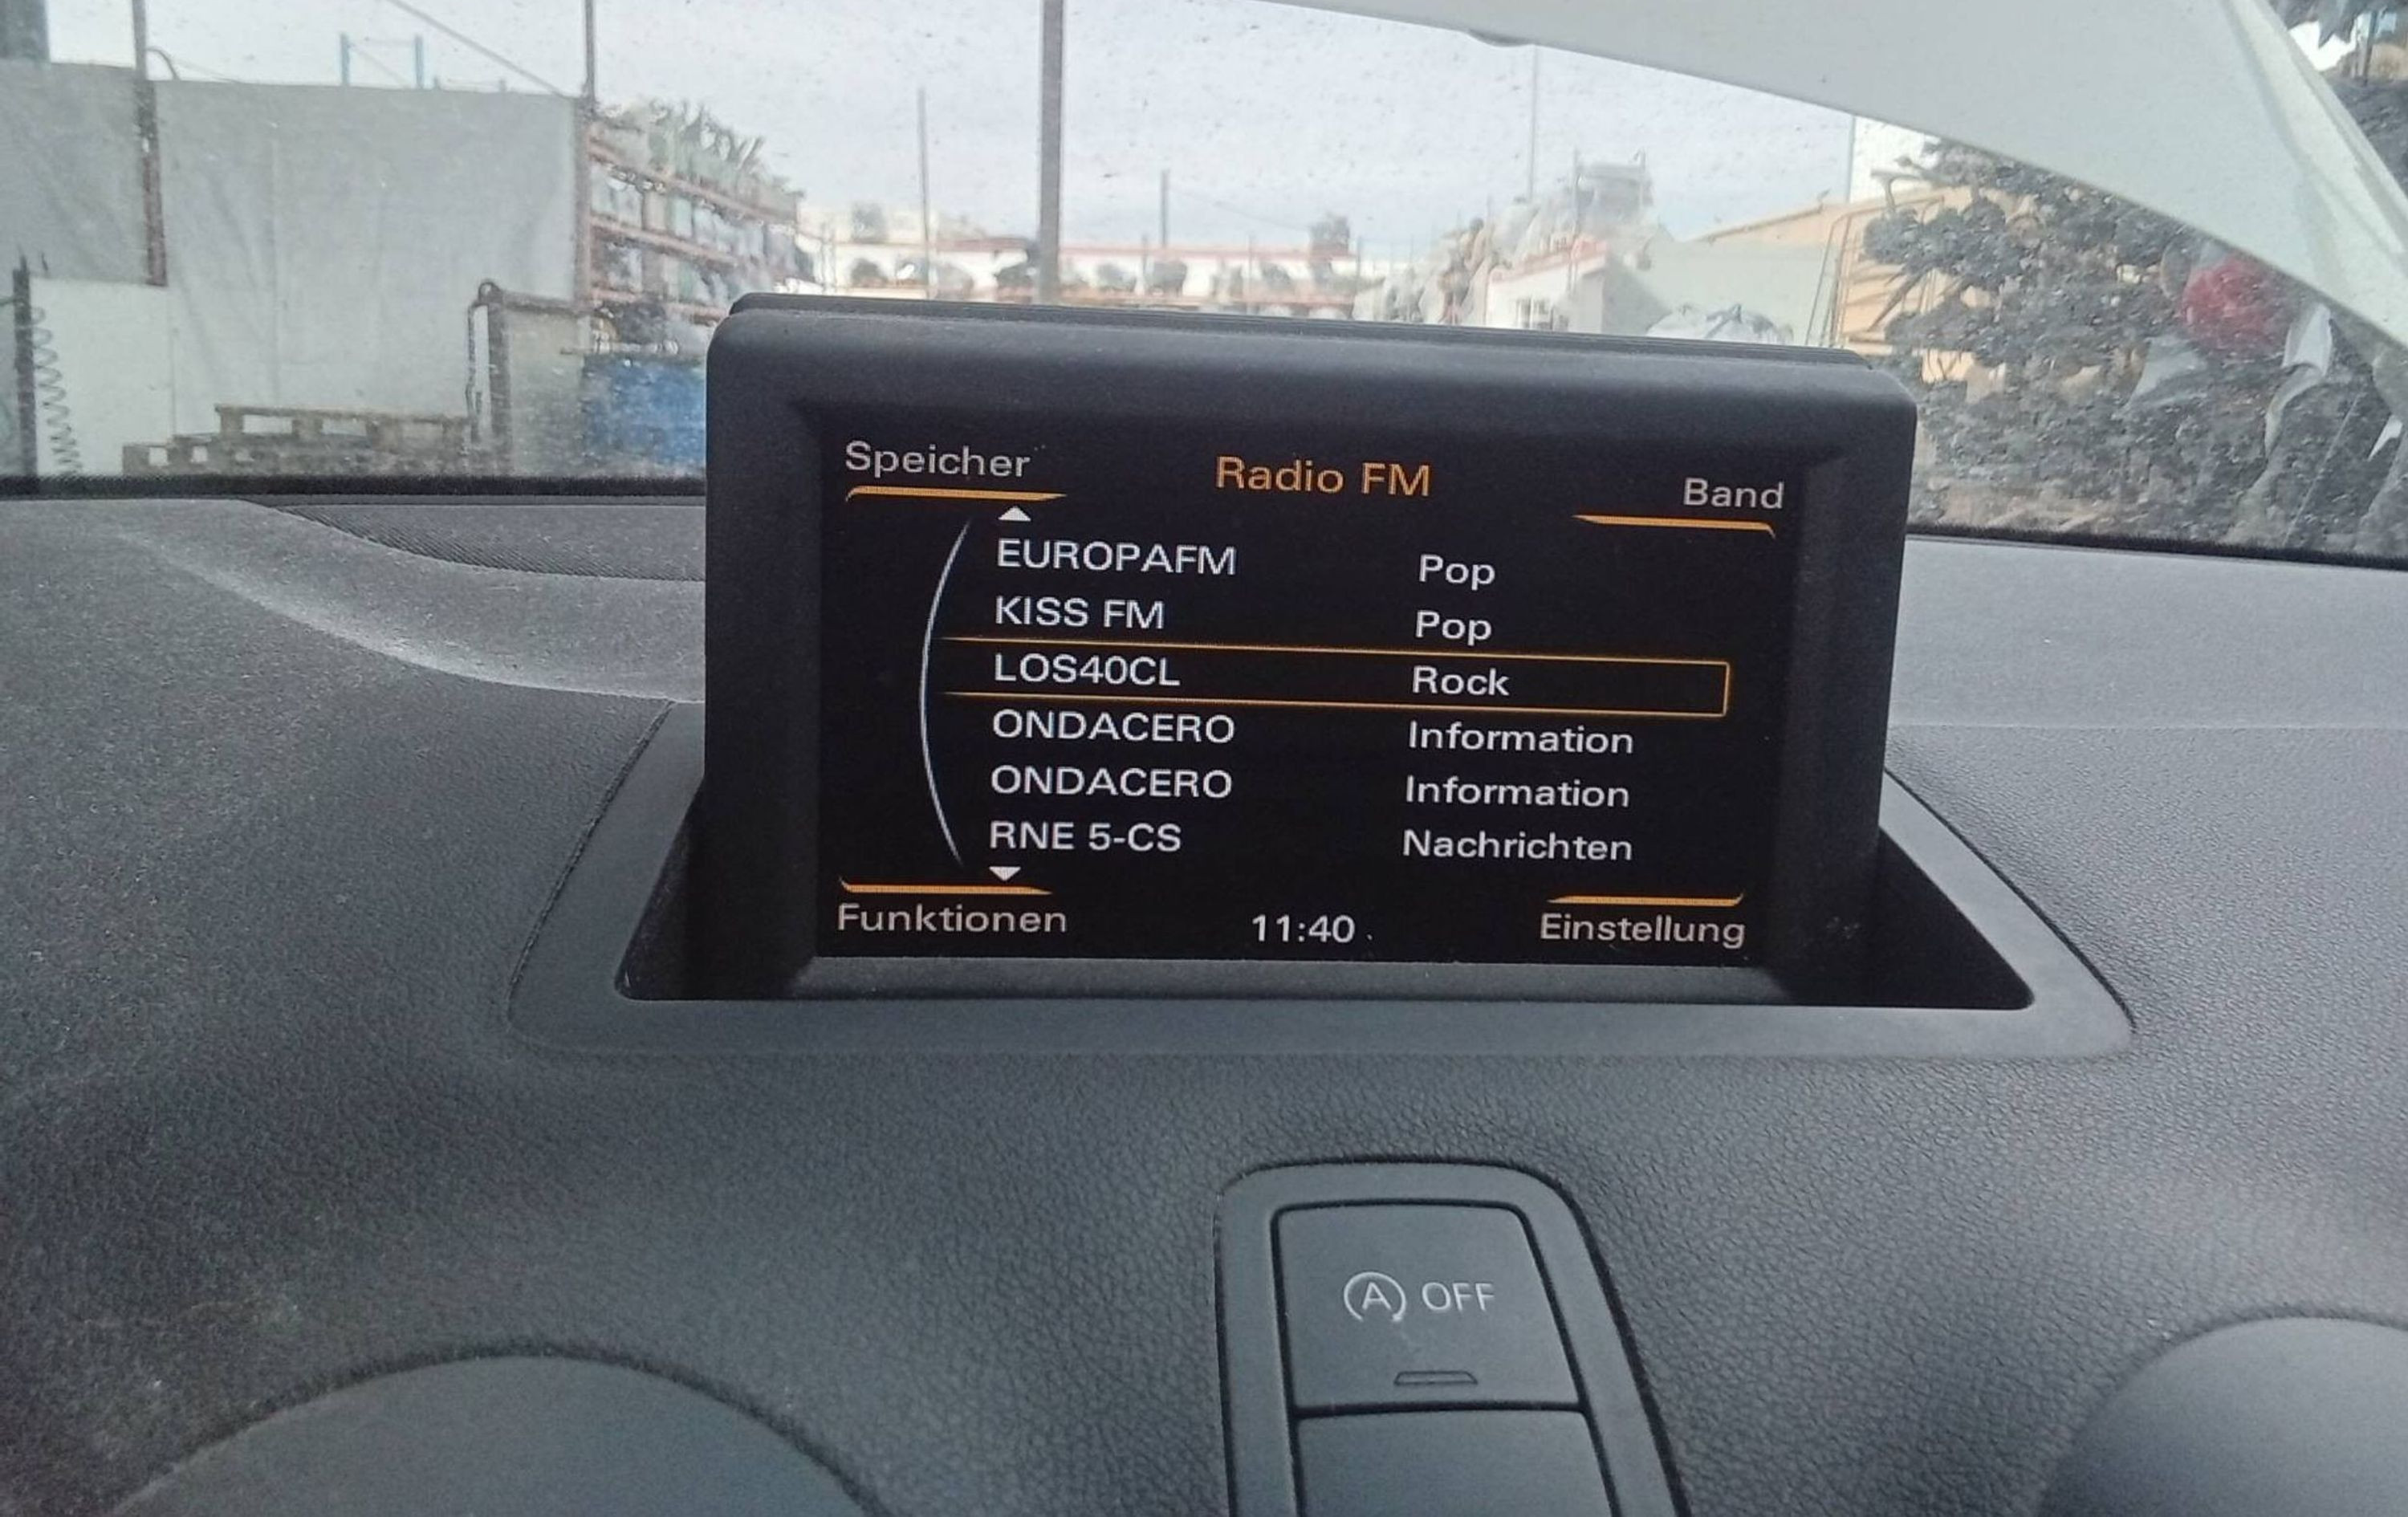 Speicher Radio FM Band
EUROPAFM Pop
KISS FM Pop
LOS40CL Rock
ONDACERO Information
ONDACERO Information
RNE 5-CS Nachrichten
Funktionen 11:40 Einstellung
A OFF